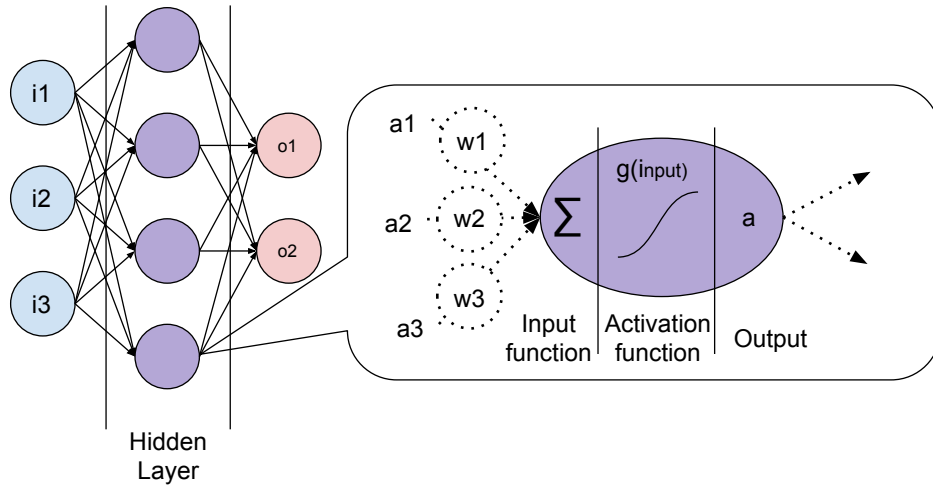 i1
i2
i3
o1
o2
Hidden
Layer
a1
a2
a3
w1
w2
w3
∑
g(input)
a
Input
function
Activation
function
Output